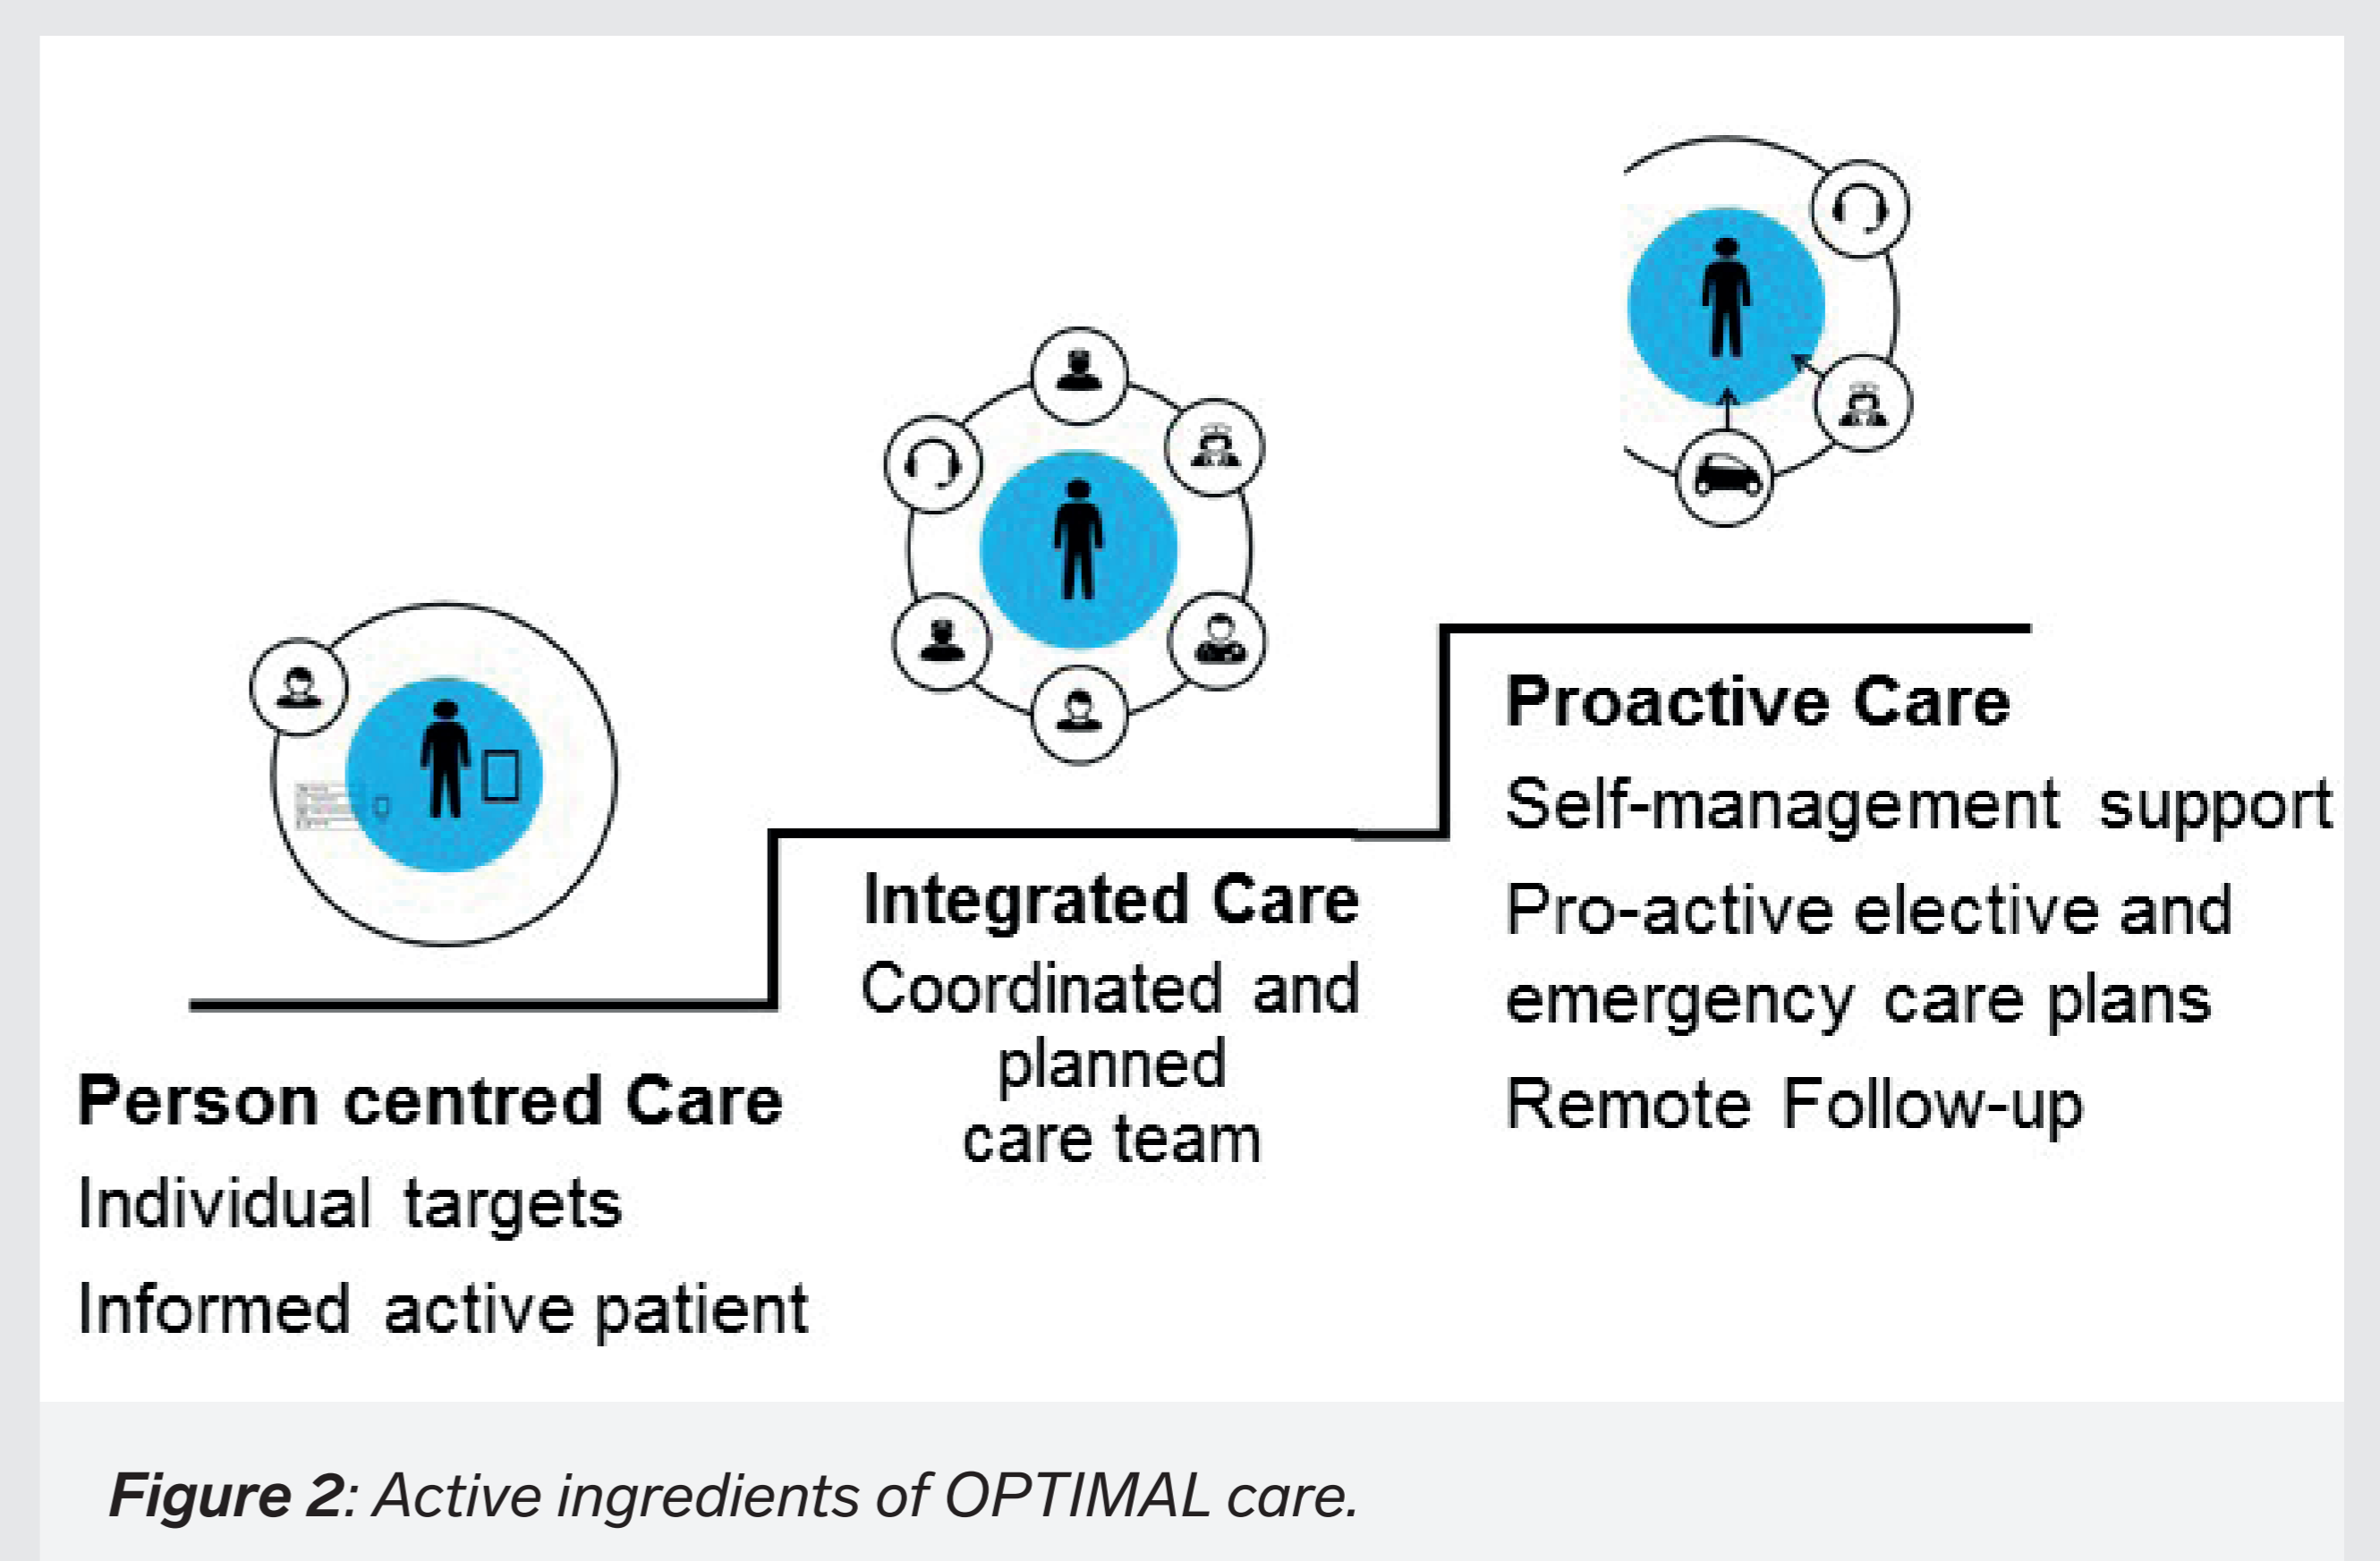 Person centred Care
Individual targets
Informed active patient
Integrated Care
Coordinated and
planned
care team
Proactive Care
Self-management support
Pro-active elective and
emergency care plans
Remote Follow-up
Figure 2: Active ingredients of OPTIMAL care.